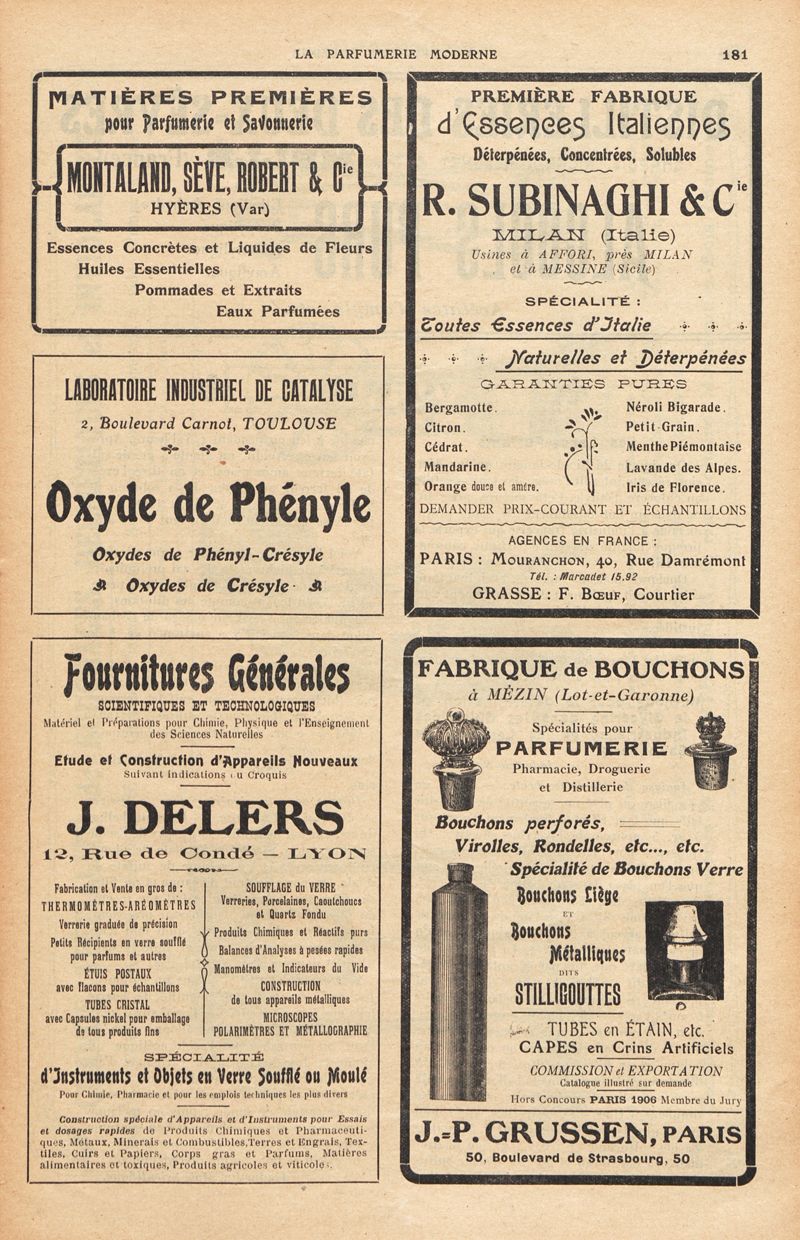 LA PARFUMERIE MODERNE
181
MATIÈRES PREMIÈRES
pour Parfumerie et Savonnerie
MONTALAND, SÈVE, ROBERT & Cie
HYÈRES (Var)
Essences Concrètes et Liquides de Fleurs
Huiles Essentielles
Pommades et Extraits
Eaux Parfumées
LABORATOIRE INDUSTRIEL DE CATALYSE
2, Boulevard Carnot, TOULOUSE
Oxyde de Phényle
Oxydes de Phényl-Crésyle
Oxydes de Crésyle
Fournitures Générales
SCIENTIFIQUES ET TECHNOLOGIQUES
Matériel et Préparations pour Chimie, Physique et l'Enseignement
des Sciences Naturelles
Etude et Construction d'Appareils Nouveaux
Suivant Indications ou Croquis
J. DELERS
12, Rue de Condé — LYON
Fabrication et Vente en gros de :
THERMOMÈTRES-ARÉOMÈTRES
Verrerie graduée de précision
Petits Récipients en verre soufflé
pour parfums et autres
ÉTUIS POSTAUX
avec flacons pour échantillons
TUBES CRISTAL
avec Capsules nickel pour emballage
de tous produits fins
SOUFFLAGE du VERRE
Verreries, Porcelaines, Caoutchoucs
et Quartz Fondu
Produits Chimiques et Réactifs purs
Balances d'Analyses à pesées rapides
Manomètres et Indicateurs du Vide
CONSTRUCTION
de tous appareils métalliques
MICROSCOPES
POLARIMÈTRES ET MÉTALLOGRAPHIE
SPÉCIALITÉ
d'Instruments et Objets en Verre Soufflé ou Moulé
Pour Chimie, Pharmacie et pour les emplois techniques les plus divers
Construction spéciale d'Appareils et d'Instruments pour Essais
et dosages rapides de Produits Chimiques et Pharmaceuti-
ques, Métaux, Minerais et Combustibles, Terres et Engrais, Tex-
tiles, Cuirs et Papiers, Corps gras et Parfums, Matières
alimentaires et toxiques, Produits agricoles et viticoles.
PREMIÈRE FABRIQUE
d'Essences Italiennes
Déterpénées, Concentrées, Solubles
R. SUBINAGHI & Cie
MILAN (Italie)
Usines à AFFORI, près MILAN
et à MESSINE (Sicile)
SPÉCIALITÉ :
Toutes Essences d'Italie
Naturelles et Déterpénées
GARANTIES PURES
Bergamotte.
Citron.
Cédrat.
Mandarine.
Orange douce et amère.
Néroli Bigarade.
Petit-Grain.
Menthe Piémontaise
Lavande des Alpes.
Iris de Florence.
DEMANDER PRIX-COURANT ET ÉCHANTILLONS
AGENCES EN FRANCE :
PARIS : MOURANCHON, 40, Rue Damrémont
Tél. : Marcadet 15.92
GRASSE : F. BŒUF, Courtier
FABRIQUE de BOUCHONS
à MÉZIN (Lot-et-Garonne)
Spécialités pour
PARFUMERIE
Pharmacie, Droguerie
et Distillerie
Bouchons perforés,
Virolles, Rondelles, etc..., etc.
Spécialité de Bouchons Verre
Bouchons Liège
ET
Bouchons
Métalliques
DITS
STILLIGOUTTES
TUBES en ÉTAIN, etc.
CAPES en Crins Artificiels
COMMISSION et EXPORTATION
Catalogue illustré sur demande
Hors Concours PARIS 1906 Membre du Jury
J.-P. GRUSSEN, PARIS
50, Boulevard de Strasbourg, 50